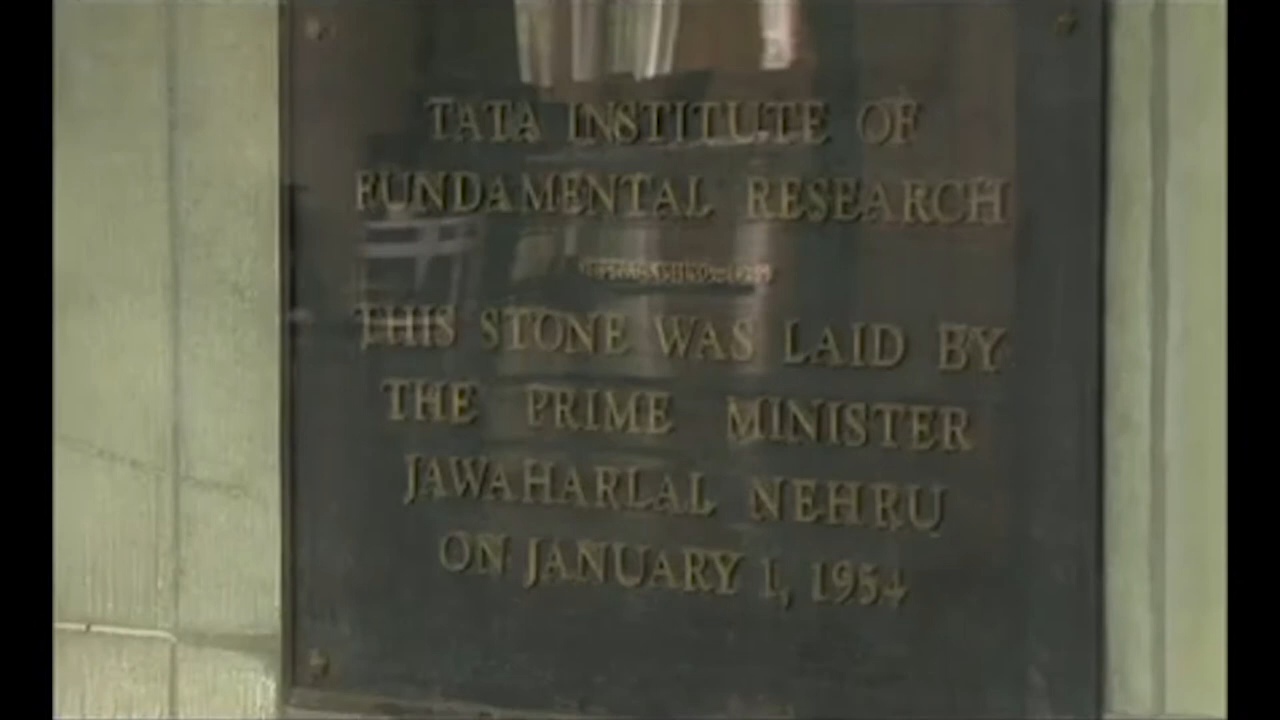 TATA INSTITUTE OF
FUNDAMENTAL RESEARCH
THIS STONE WAS LAID BY
THE PRIME MINISTER
JAWAHARLAL NEHRU
ON JANUARY 1, 1954